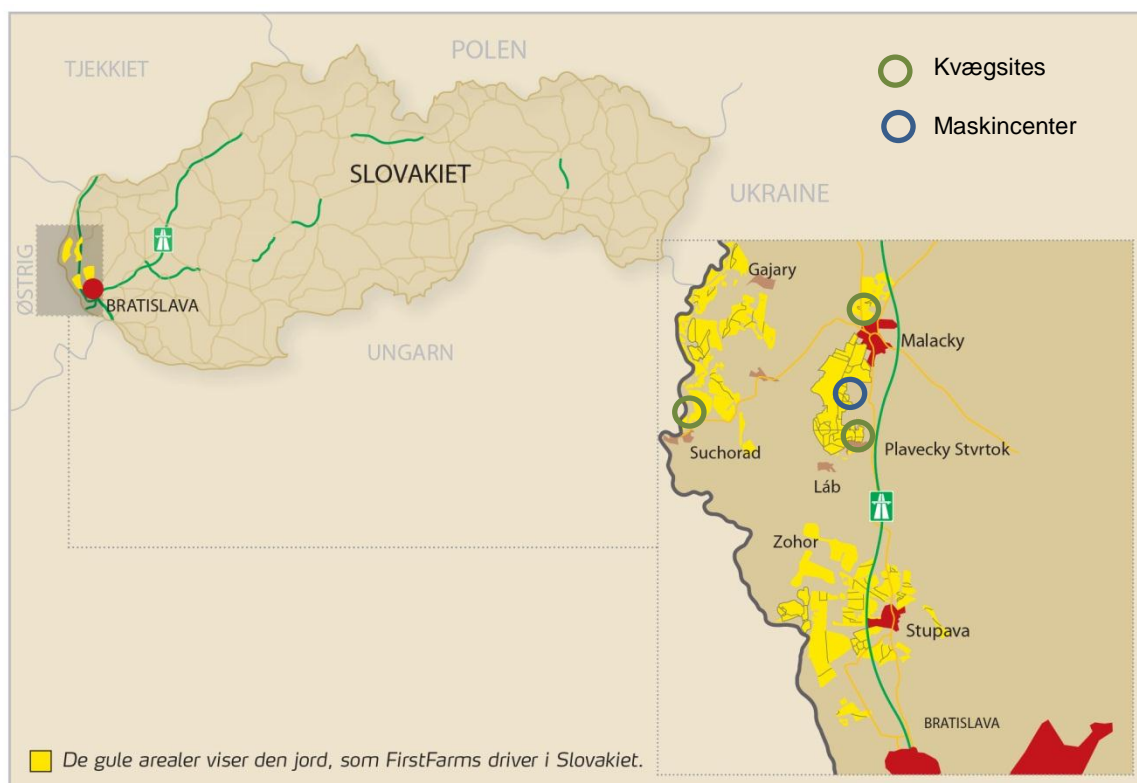 POLEN
TJEKKIET
Kvægsites
Maskincenter
SLOVAKIET
UKRAINE
ØSTRIG
BRATISLAVA
UNGARN
Gajary
Malacky
Suchorad
Plavecky Stvrtok
Láb
Zohor
Stupava
BRATISLAVA
De gule arealer viser den jord, som FirstFarms driver i Slovakiet.